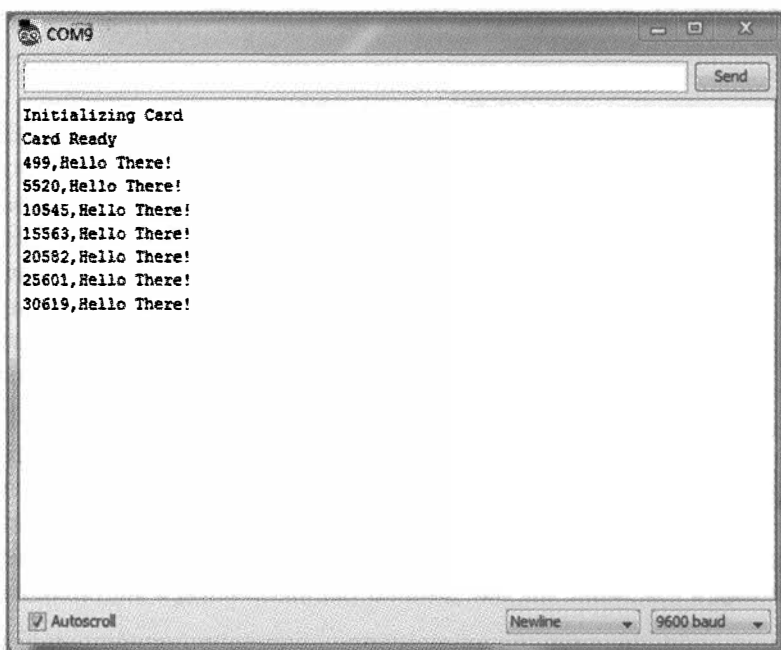 COM9
Send
Initializing Card
Card Ready
499,Hello There!
5520,Hello There!
10545,Hello There!
15563,Hello There!
20582,Hello There!
25601,Hello There!
30619,Hello There!
Autoscroll
Newline
9600 baud